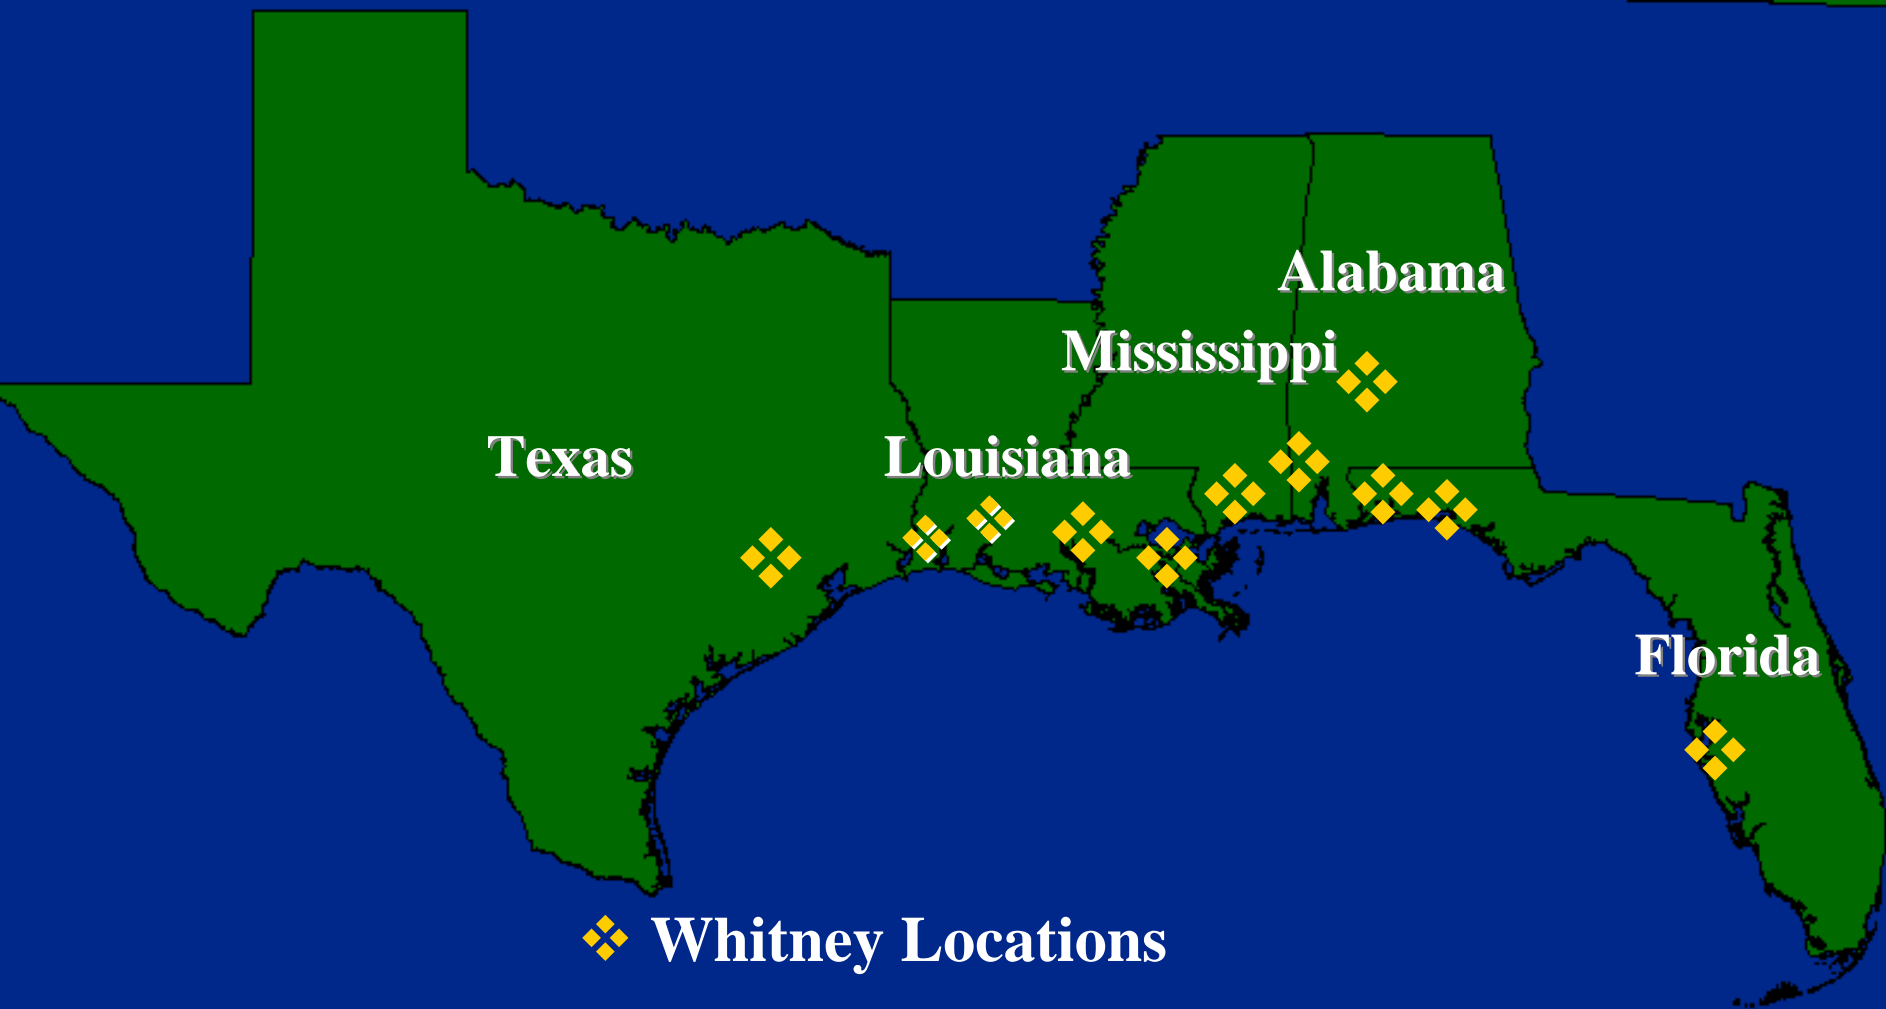 Alabama
Mississippi
Texas
Louisiana
Florida
Whitney Locations